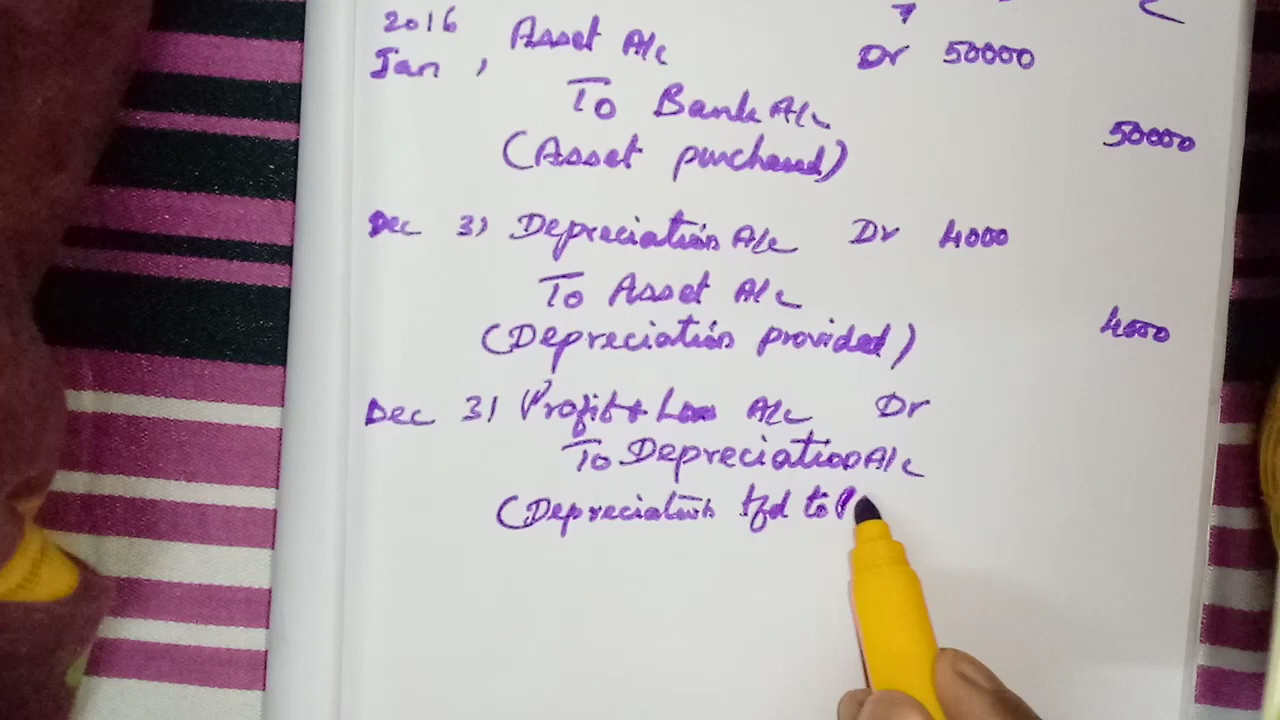 2016 Asset A/c Dr 50000
Jan 1
To Bank A/c
50000
(Asset purchased)
Dec 31 Depreciation A/c Dr 4000
To Asset A/c
4000
(Depreciation provided)
Dec 31 Profit + Loss A/c Dr
To Depreciation A/c
(Depreciation tfd to